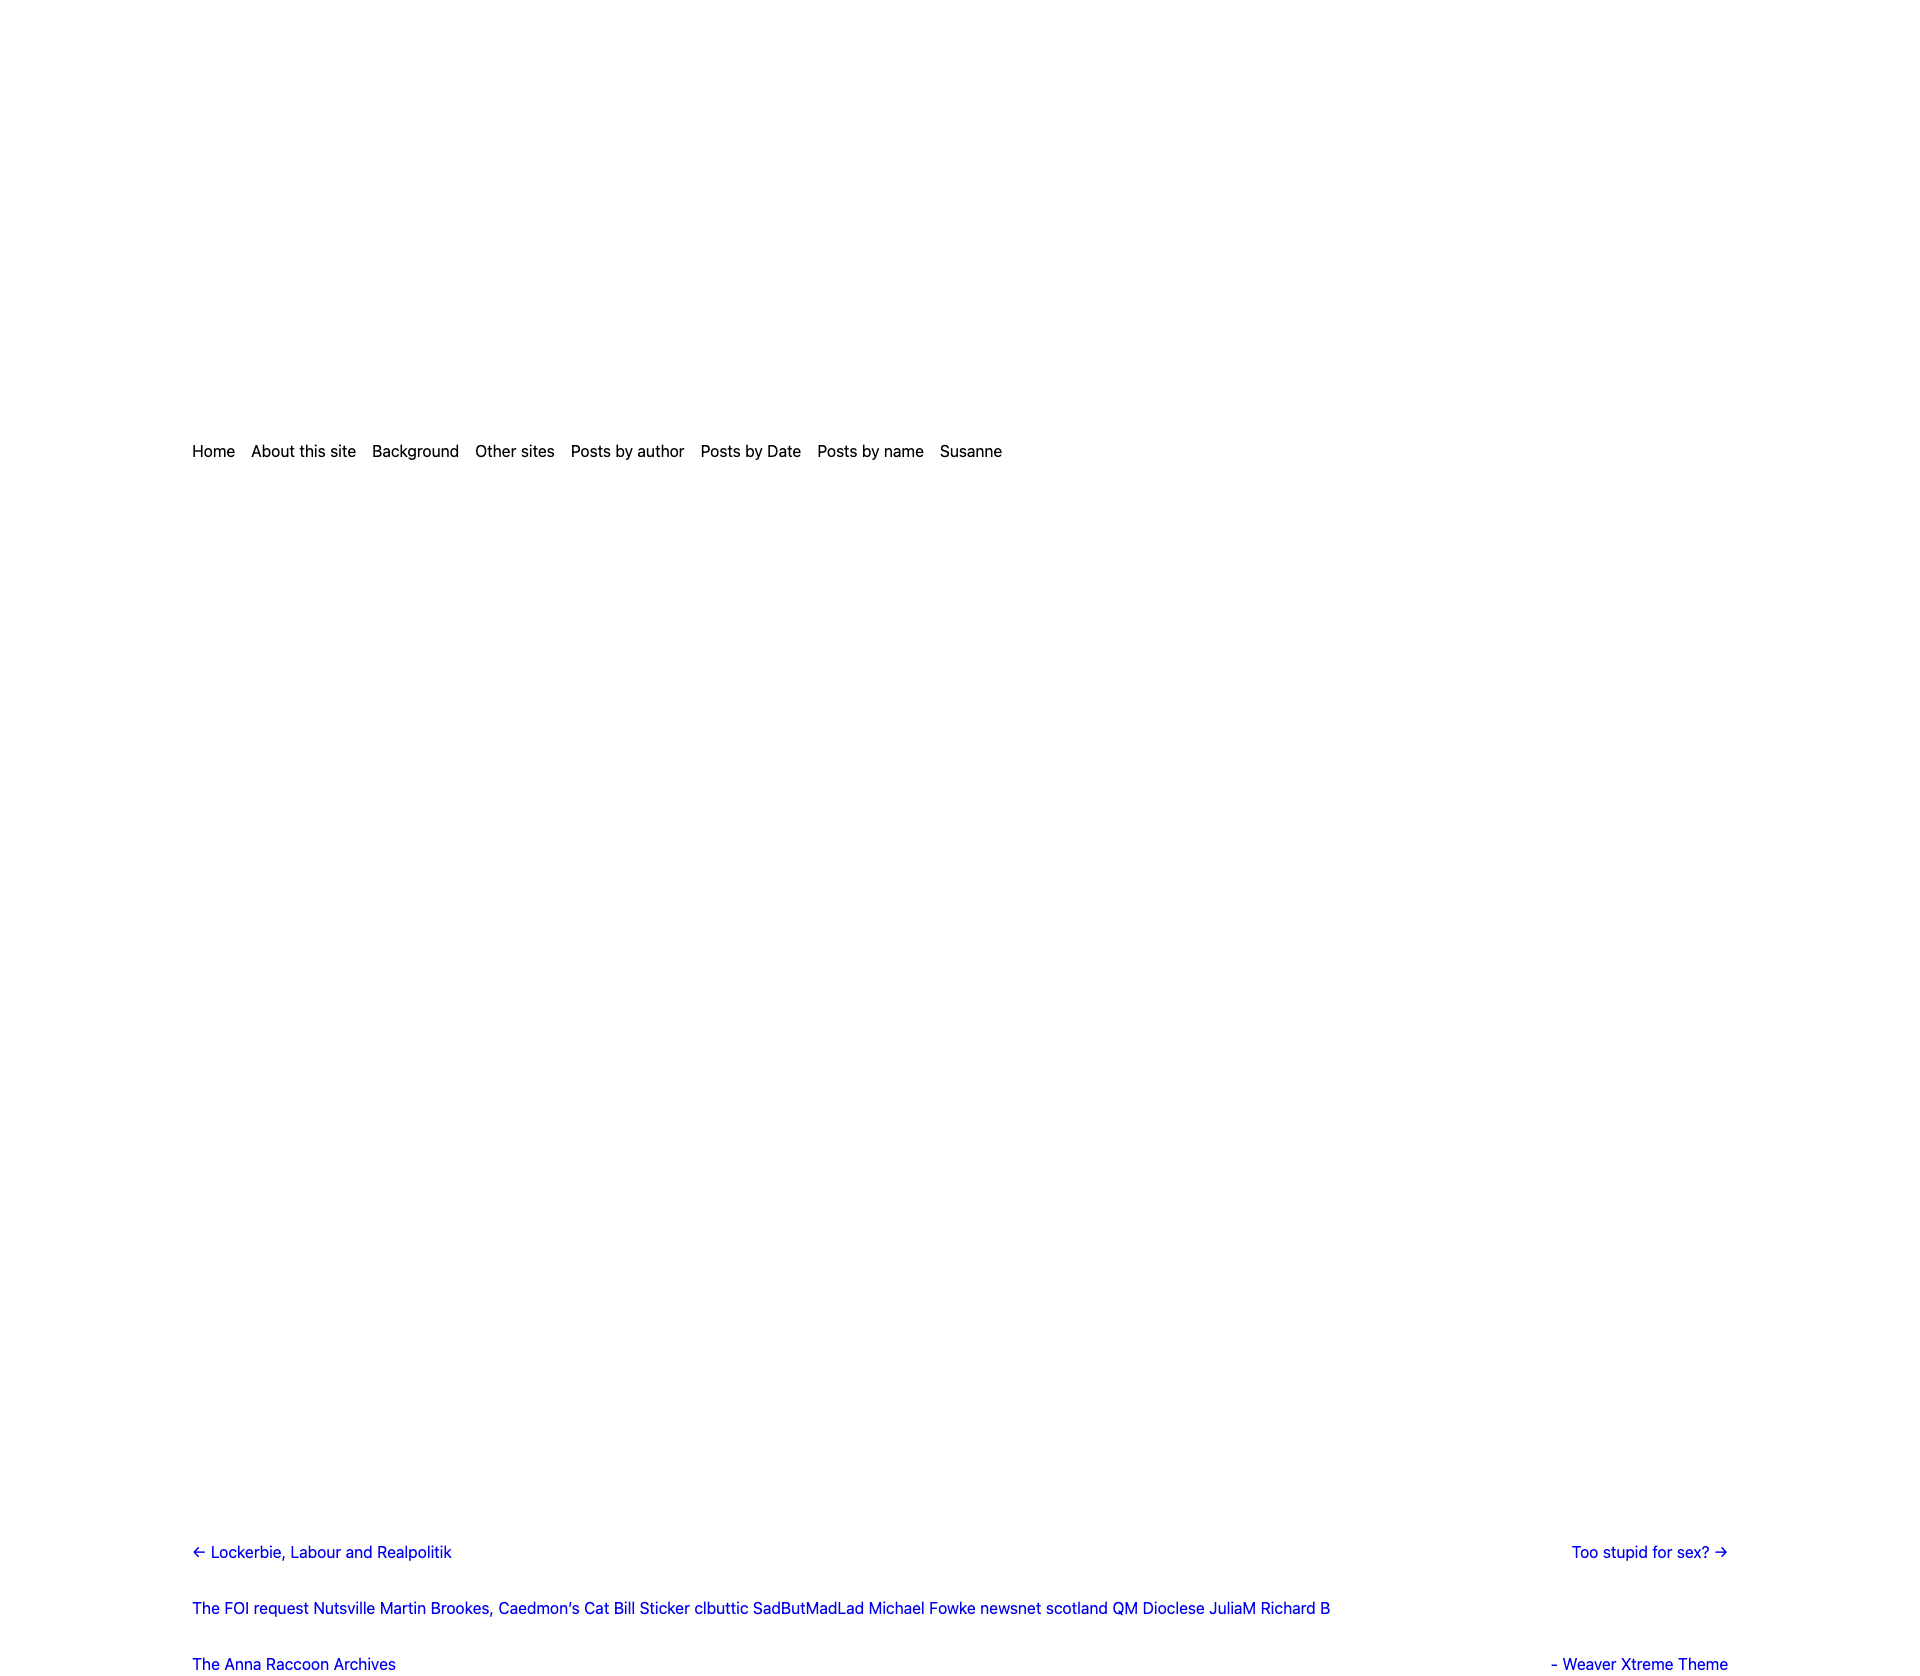 Home About this site Background Other sites Posts by author Posts by Date Posts by name Susanne
← Lockerbie, Labour and Realpolitik Too stupid for sex? →
The FOI request Nutsville Martin Brookes, Caedmon's Cat Bill Sticker clbuttic SadButMadLad Michael Fowke newsnet scotland QM Dioclese JuliaM Richard B
The Anna Raccoon Archives - Weaver Xtreme Theme